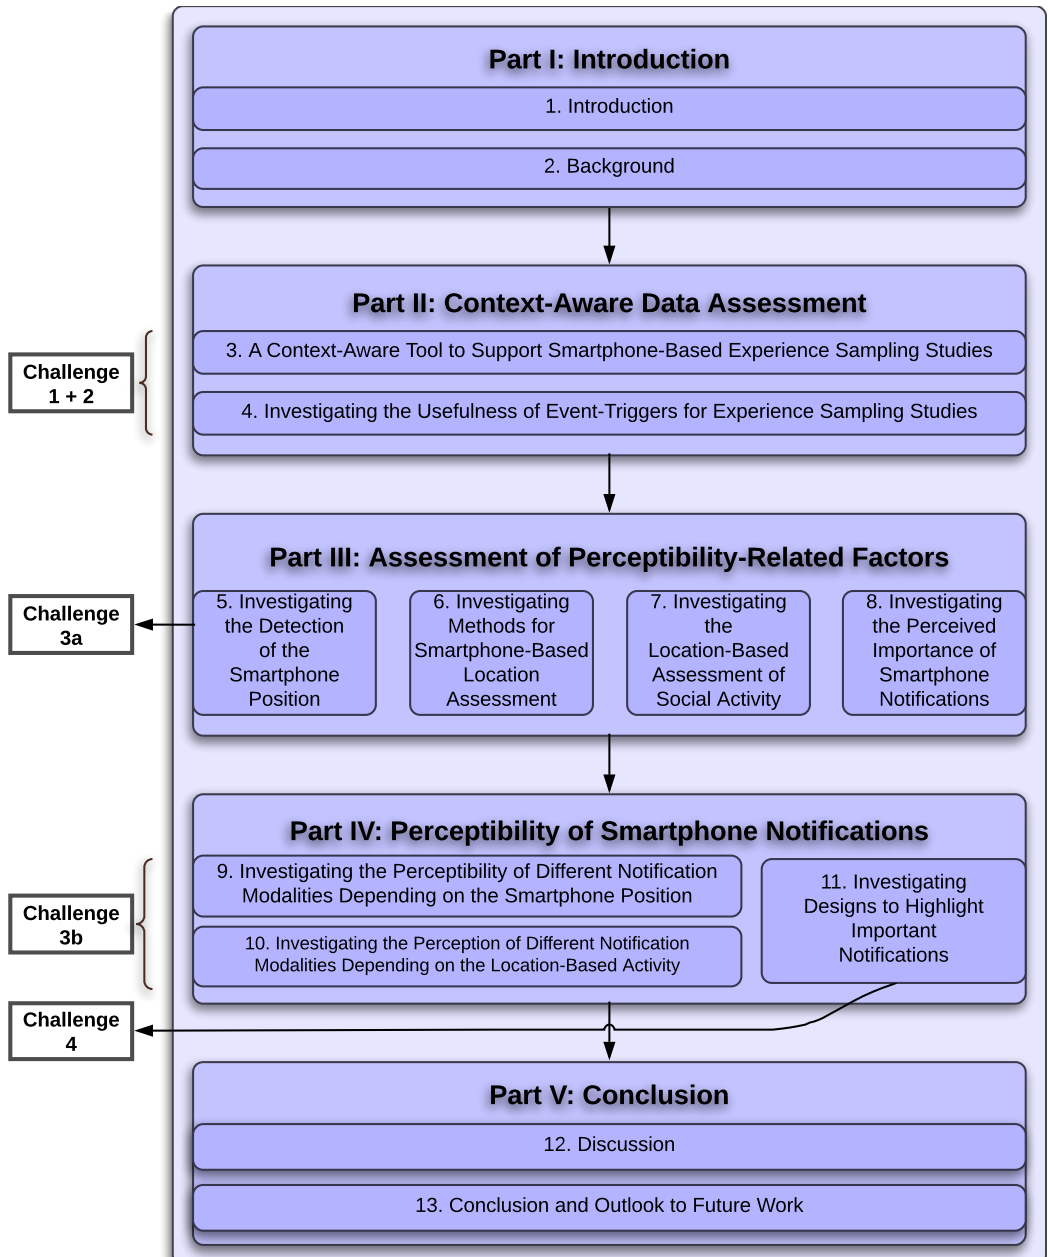 Part I: Introduction
1. Introduction
2. Background
Part II: Context-Aware Data Assessment
3. A Context-Aware Tool to Support Smartphone-Based Experience Sampling Studies
Challenge
1 + 2
4. Investigating the Usefulness of Event-Triggers for Experience Sampling Studies
Part III: Assessment of Perceptibility-Related Factors
Challenge
3a
5. Investigating
the Detection
of the
Smartphone
Position
6. Investigating
Methods for
Smartphone-Based
Location
Assessment
7. Investigating
the
Location-Based
Assessment of
Social Activity
8. Investigating
the Perceived
Importance of
Smartphone
Notifications
Part IV: Perceptibility of Smartphone Notifications
9. Investigating the Perceptibility of Different Notification
Modalities Depending on the Smartphone Position
Challenge
3b
10. Investigating the Perception of Different Notification
Modalities Depending on the Location-Based Activity
11. Investigating
Designs to Highlight
Important
Notifications
Challenge
4
Part V: Conclusion
12. Discussion
13. Conclusion and Outlook to Future Work